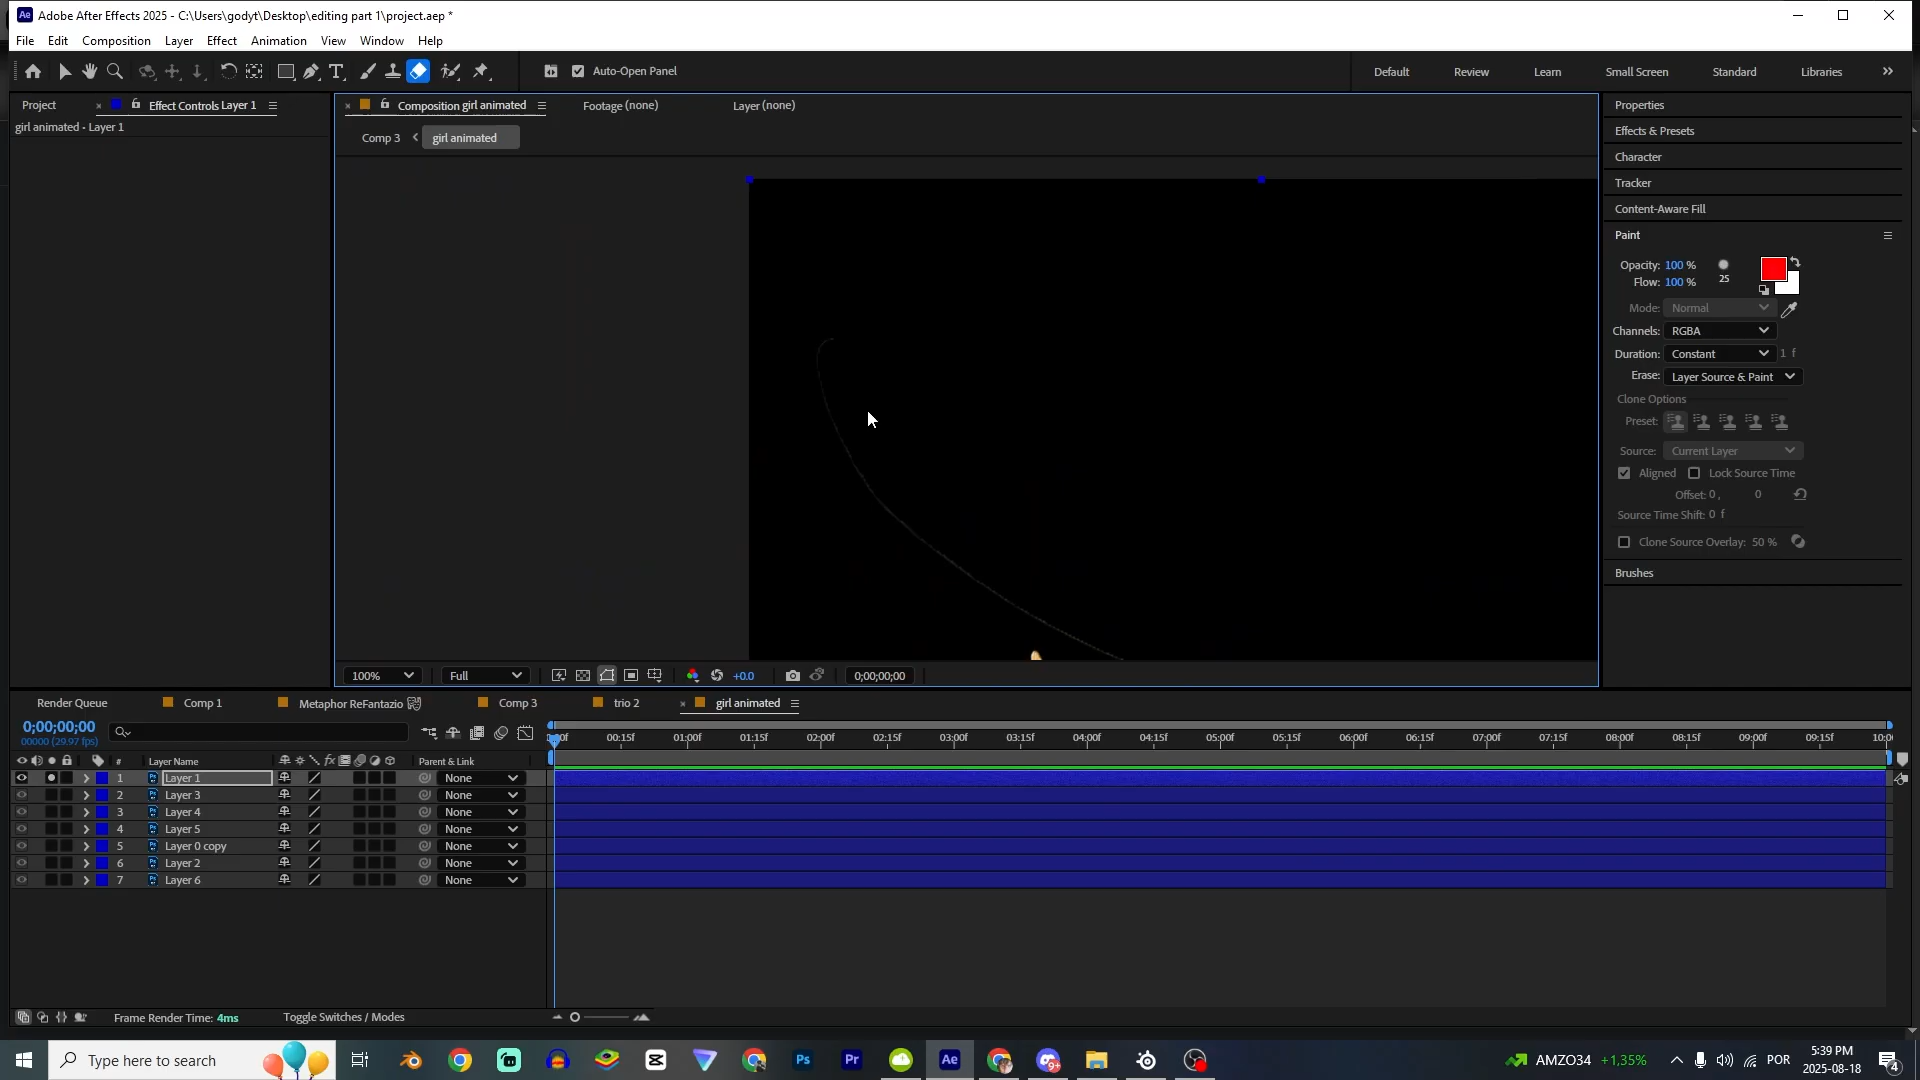 Adobe After Effects 2025 - C:\Users\godyt\Desktop\editing part 1\project.aep *
File Edit Composition Layer Effect Animation View Window Help
Auto-Open Panel
Default Review Learn Small Screen Standard Libraries
Project
Effect Controls Layer 1
girl animated - Layer 1
Composition girl animated
Footage (none)
Layer (none)
Comp 3
girl animated
Properties
Effects & Presets
Character
Tracker
Content-Aware Fill
Paint
Opacity: 100 %
25
Flow: 100 %
Mode: Normal
Channels: RGBA
Duration: Constant 1 f
Erase: Layer Source & Paint
Clone Options
Preset:
Source: Current Layer
Aligned Lock Source Time
Offset: 0 , 0
Source Time Shift: 0 f
Clone Source Overlay: 50 %
Brushes
100% Full +0.0 0;00;00;00
Render Queue Comp 1 Metaphor ReFantazio Comp 3 trio 2 girl animated
0;00;00;00
00000 (29.97 fps)
00:15f 01:00f 01:15f 02:00f 02:15f 03:00f 03:15f 04:00f 04:15f 05:00f 05:15f 06:00f 06:15f 07:00f 07:15f 08:00f 08:15f 09:00f 09:15f
# Layer Name fx Parent & Link
1 Layer 1 None
2 Layer 3 None
3 Layer 4 None
4 Layer 5 None
5 Layer 0 copy None
6 Layer 2 None
7 Layer 6 None
Frame Render Time: 4ms Toggle Switches / Modes
Type here to search
AMZO34 +1,35%
POR
5:39 PM
2025-08-18
4